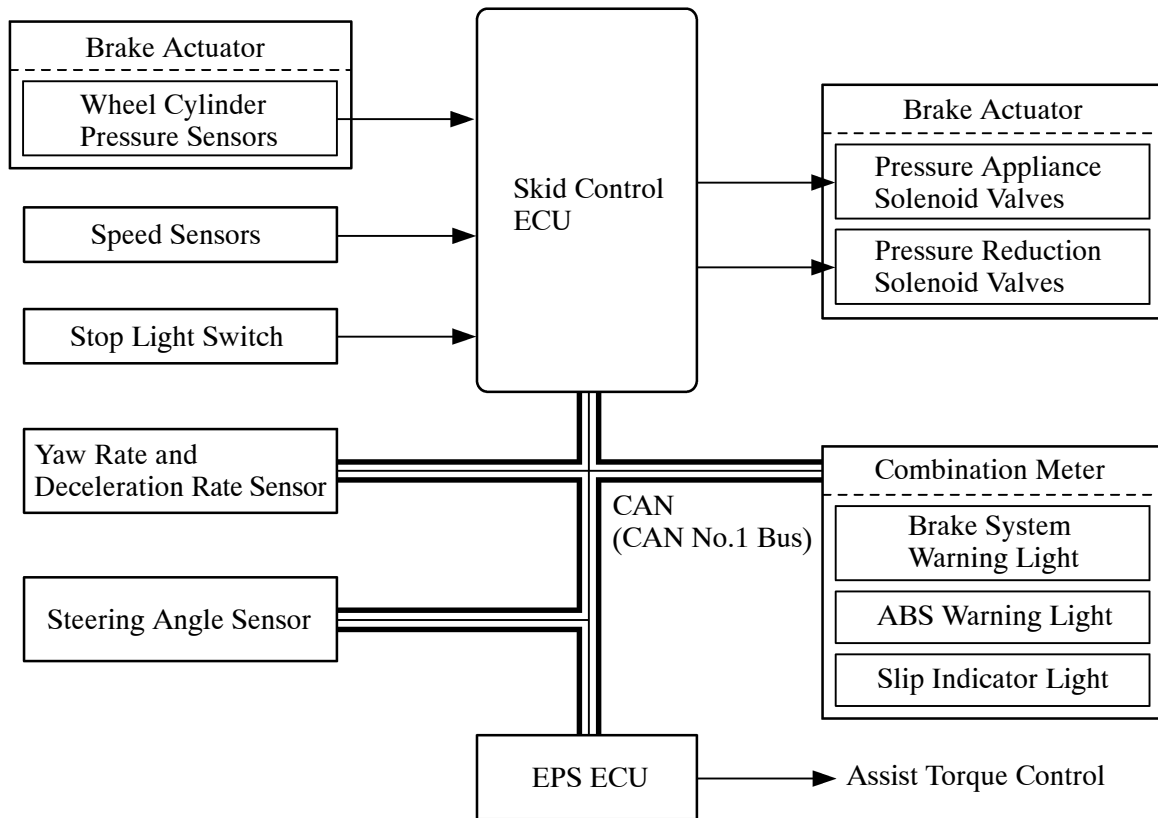 Brake Actuator
Wheel Cylinder
Pressure Sensors
Speed Sensors
Stop Light Switch
Yaw Rate and
Deceleration Rate Sensor
Steering Angle Sensor
Skid Control
ECU
CAN
(CAN No.1 Bus)
EPS ECU
Brake Actuator
Pressure Appliance
Solenoid Valves
Pressure Reduction
Solenoid Valves
Combination Meter
Brake System
Warning Light
ABS Warning Light
Slip Indicator Light
Assist Torque Control